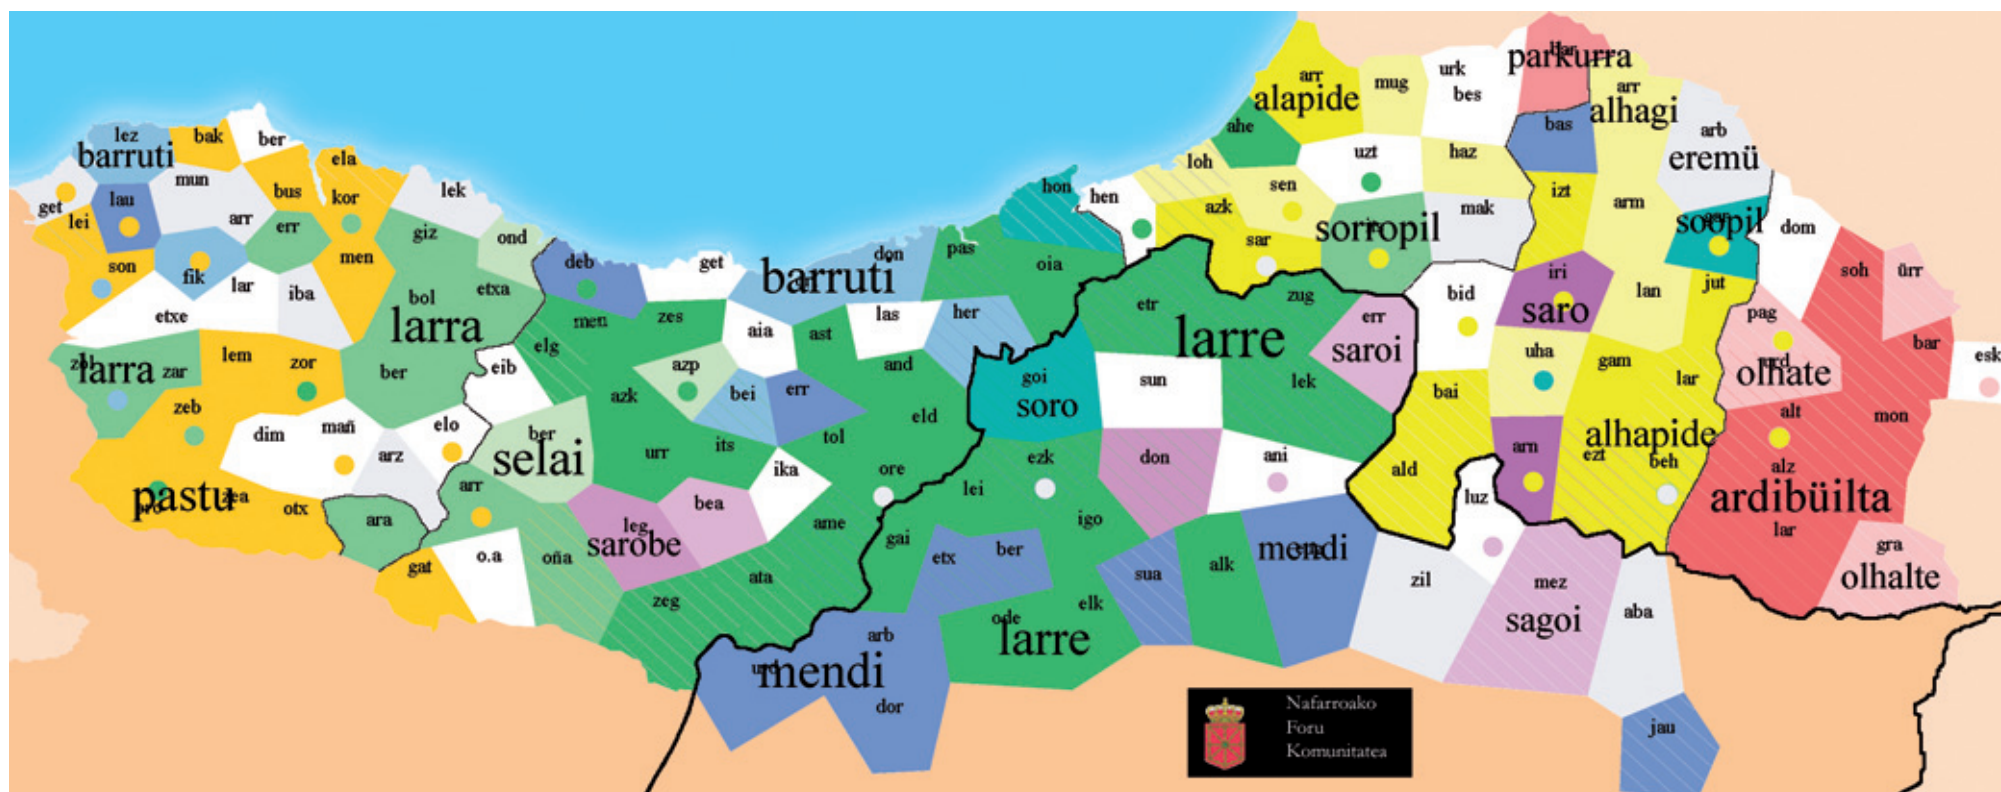 lez
barruti
bak
ber
get
lau
mun
bus
ela
kor
lek
lei
arr
err
giz
ond
son
fik
lar
iba
men
bol
etxa
etxe
larra
larra
zar
lem
zor
ber
eib
zeb
dim
mañ
elo
arz
pastu
zea
otx
ara
arr
gat
o.a
oña
deb
get
barruti
don
pas
hon
oia
hen
men
zes
aia
ast
las
her
elg
azp
bei
err
and
azk
eld
ber
selai
urr
its
tol
ika
ore
leg
sarobe
bea
ame
zeg
ata
arr
alapide
mug
urk
bes
parkurra
arr
alhagi
ahe
loh
uzt
haz
bas
arb
eremü
azk
sen
sorropil
mak
izt
arm
soropil
dom
sar
etr
zug
larre
err
saroi
lek
bid
iri
saro
lan
jut
soh
ürr
goi
soro
sun
uha
gam
lar
pag
olhate
bar
esk
bai
alhapide
ezt
beh
alt
mon
ezk
don
ani
ald
arn
luz
alz
ardibüilta
lar
lei
igo
gai
etx
ber
sua
alk
mendi
zil
mez
sagoi
aba
gra
olhalte
elk
larre
arb
mendi
dor
jau
Nafarroako
Foru
Komunitatea